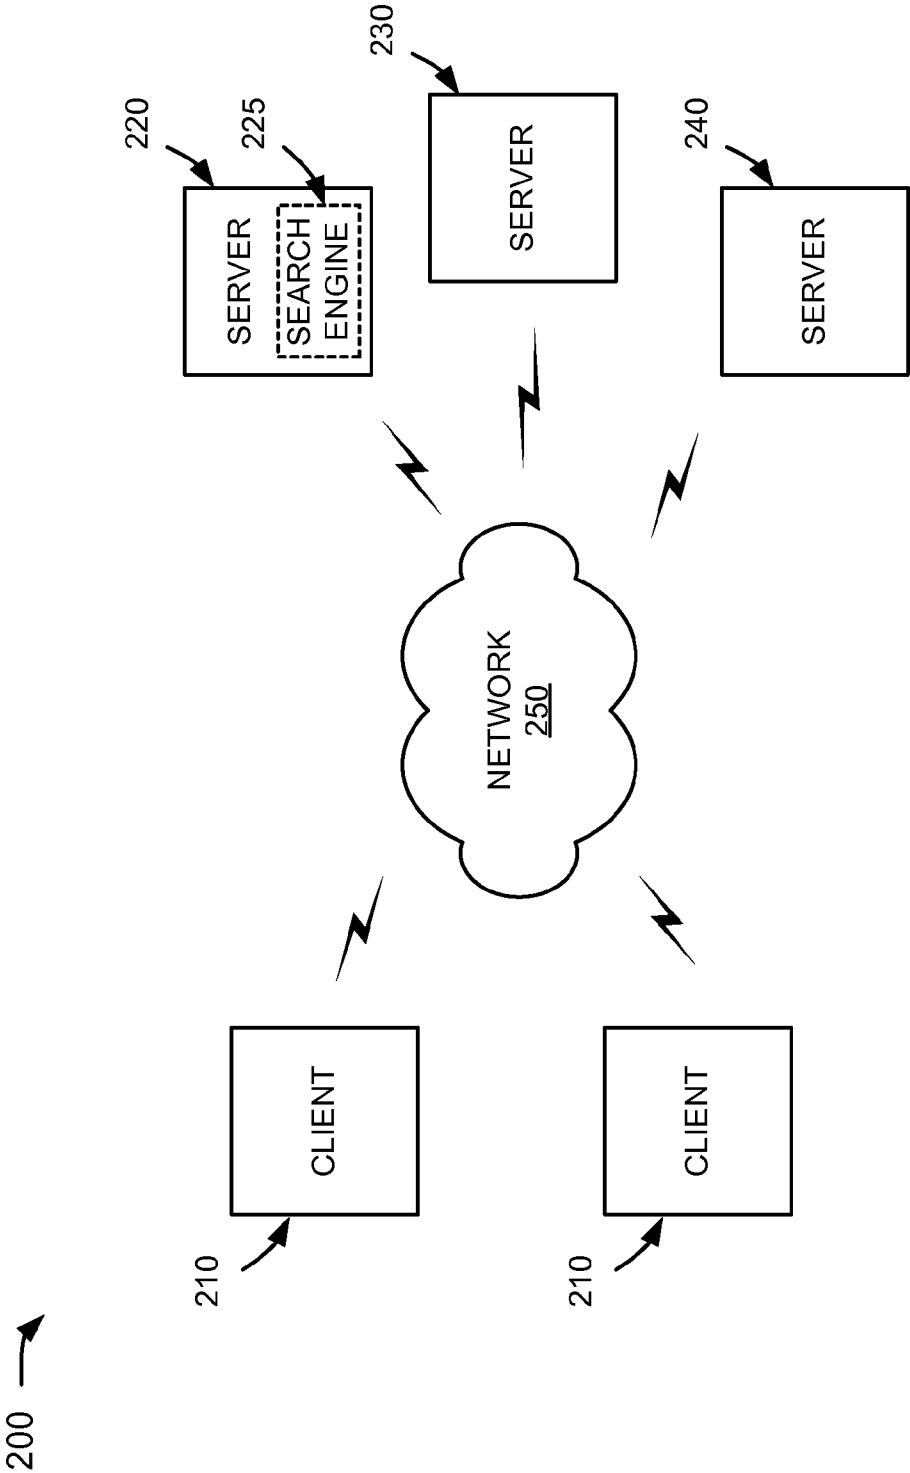 200
210
CLIENT
210
CLIENT
NETWORK
250
220
SERVER
225
SEARCH
ENGINE
230
SERVER
240
SERVER